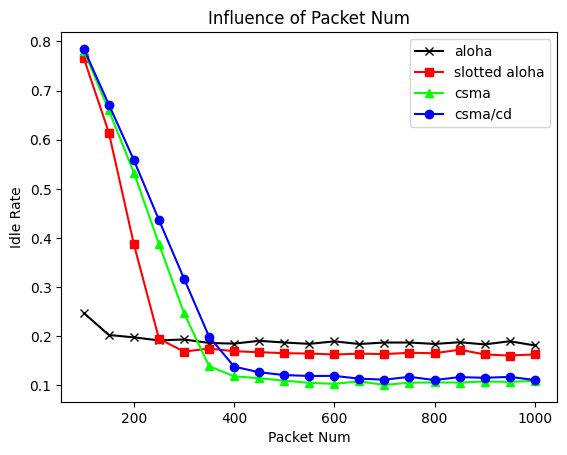 Influence of Packet Num
aloha
slotted aloha
csma
csma/cd
0.8
0.7
0.6
0.5
0.4
0.3
0.2
0.1
Idle Rate
200
400
600
800
1000
Packet Num